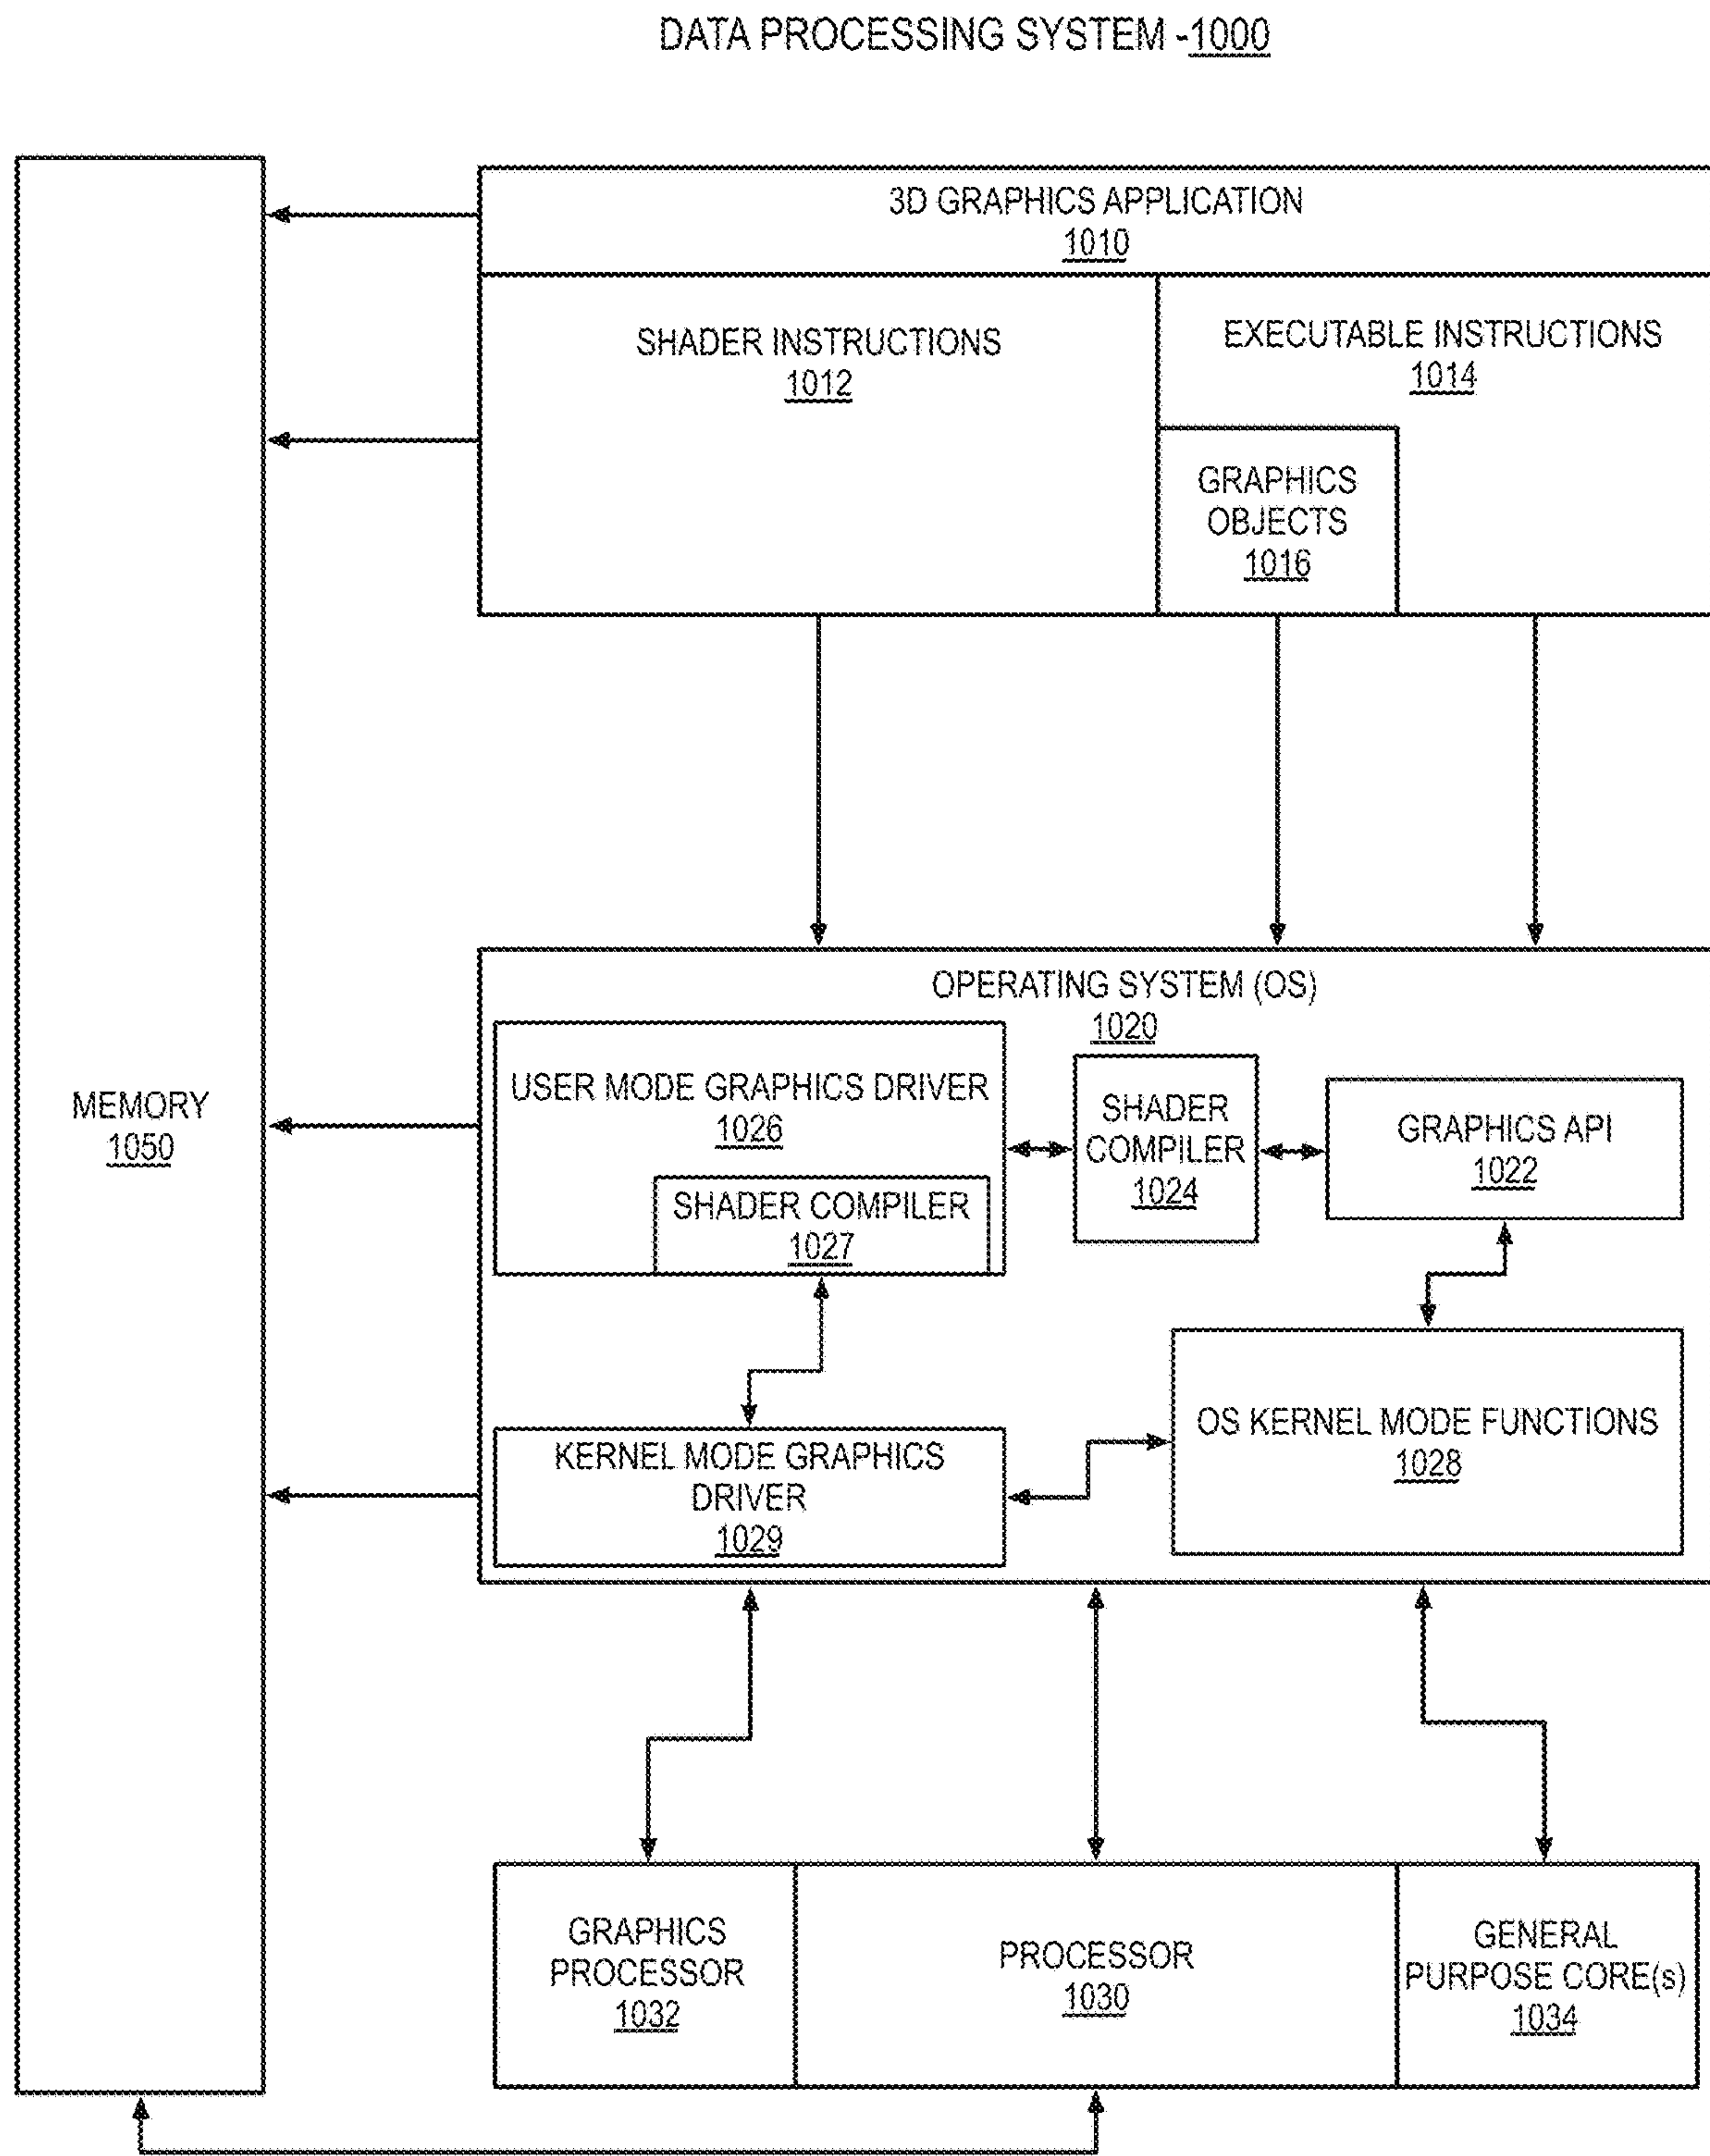 DATA PROCESSING SYSTEM -1000
3D GRAPHICS APPLICATION
1010
SHADER INSTRUCTIONS
1012
EXECUTABLE INSTRUCTIONS
1014
GRAPHICS
OBJECTS
1016
MEMORY
1050
OPERATING SYSTEM (OS)
1020
USER MODE GRAPHICS DRIVER
1026
SHADER COMPILER
1027
SHADER
COMPILER
1024
GRAPHICS API
1022
KERNEL MODE GRAPHICS
DRIVER
1029
OS KERNEL MODE FUNCTIONS
1028
GRAPHICS
PROCESSOR
1032
PROCESSOR
1030
GENERAL
PURPOSE CORE(s)
1034